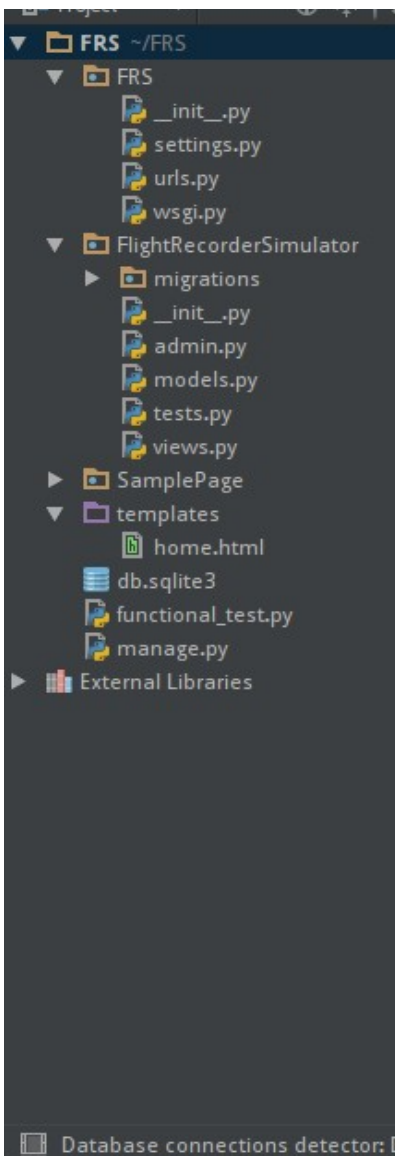 Project
FRS ~/FRS
FRS
__init__.py
settings.py
urls.py
wsgi.py
FlightRecorderSimulator
migrations
__init__.py
admin.py
models.py
tests.py
views.py
SamplePage
templates
home.html
db.sqlite3
functional_test.py
manage.py
External Libraries
Database connections detector: